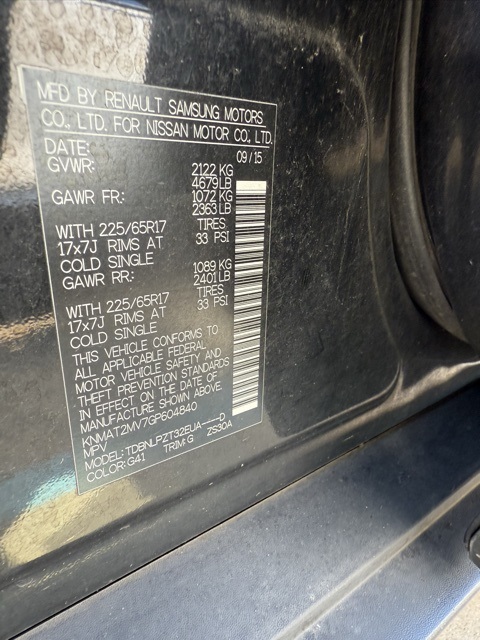 MFD BY RENAULT SAMSUNG MOTORS
CO., LTD. FOR NISSAN MOTOR CO., LTD.
DATE: 09/15
GVWR: 2122 KG
4679 LB
GAWR FR: 1072 KG
2363 LB
WITH 225/65R17 TIRES
17x7J RIMS AT 33 PSI
COLD SINGLE
GAWR RR: 1089 KG
2401 LB
WITH 225/65R17 TIRES
17x7J RIMS AT 33 PSI
COLD SINGLE
THIS VEHICLE CONFORMS TO
ALL APPLICABLE FEDERAL
MOTOR VEHICLE SAFETY AND
THEFT PREVENTION STANDARDS
IN EFFECT ON THE DATE OF
MANUFACTURE SHOWN ABOVE.
KNMAT2MV7GP604840
MPV
MODEL: TDBNLPZT32EUA---D
COLOR: G41 TRIM: G ZS30A